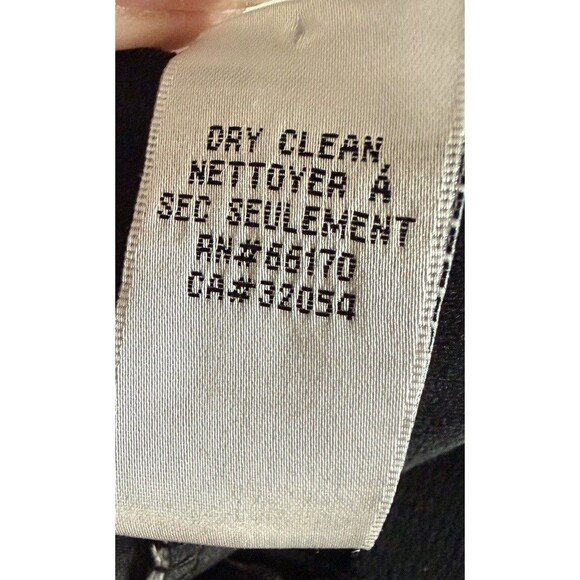 DRY CLEAN
NETTOYER Á
SEC SEULEMENT
RN#66170
CA#32054